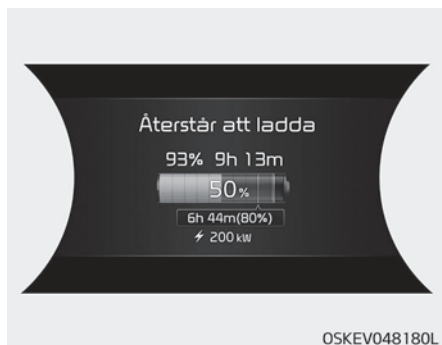 Återstår att ladda
93% 9h 13m
50%
6h 44m(80%)
200 kW
OSKEV048180L